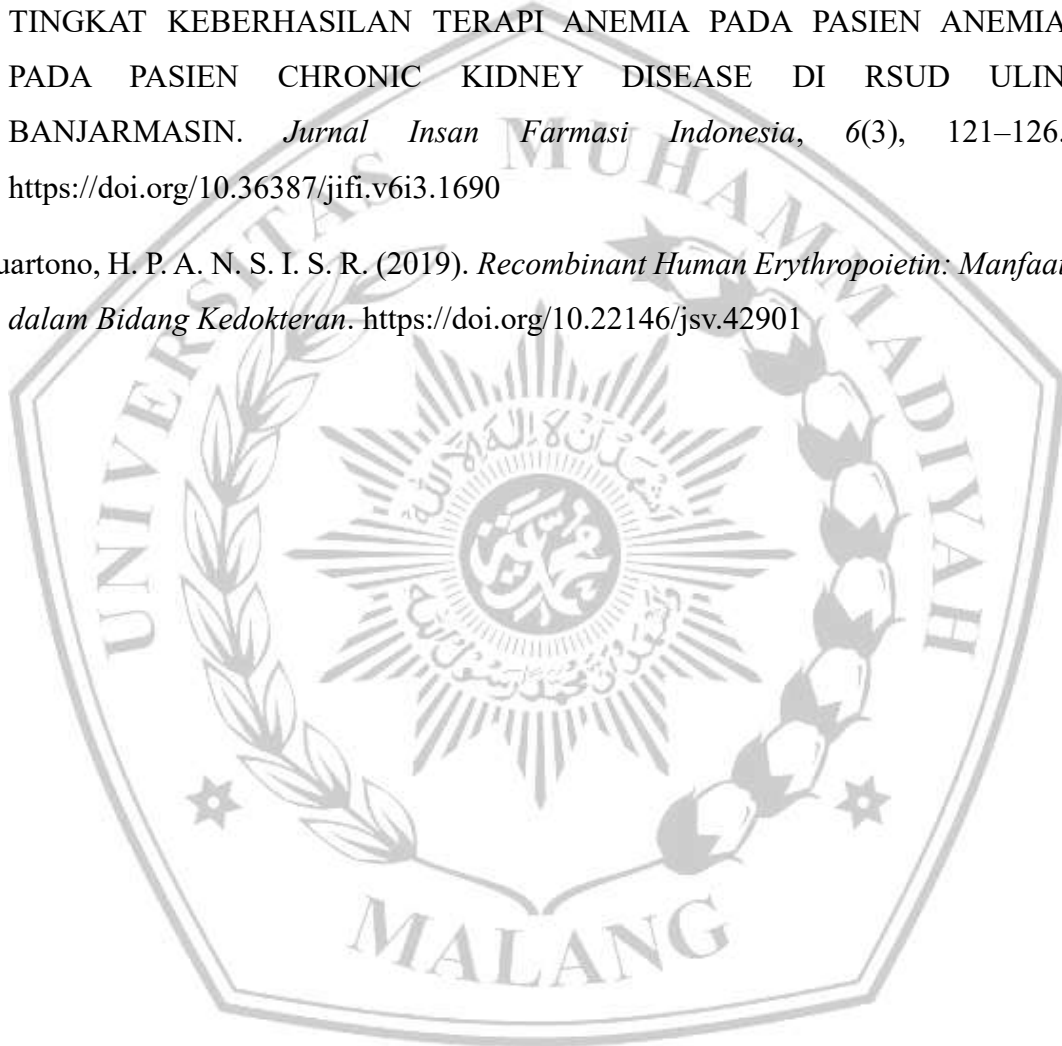 TINGKAT KEBERHASILAN TERAPI ANEMIA PADA PASIEN ANEMIA
PADA PASIEN CHRONIC KIDNEY DISEASE DI RSUD ULIN
BANJARMASIN. Jurnal Insan Farmasi Indonesia, 6(3), 121–126.
https://doi.org/10.36387/jifi.v6i3.1690
uartono, H. P. A. N. S. I. S. R. (2019). Recombinant Human Erythropoietin: Manfaat
dalam Bidang Kedokteran. https://doi.org/10.22146/jsv.42901
UNIVERSITAS MUHAMMADIYAH
MALANG